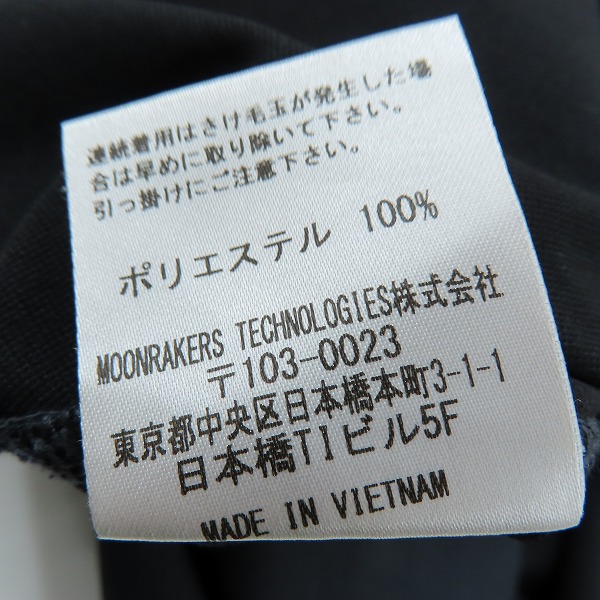 連続着用はさけ毛玉が発生した場
合は早めに取り除いて下さい。
引っ掛けにご注意下さい。
ポリエステル 100%
MOONRAKERS TECHNOLOGIES株式会社
〒103-0023
東京都中央区日本橋本町3-1-1
日本橋TIビル5F
MADE IN VIETNAM